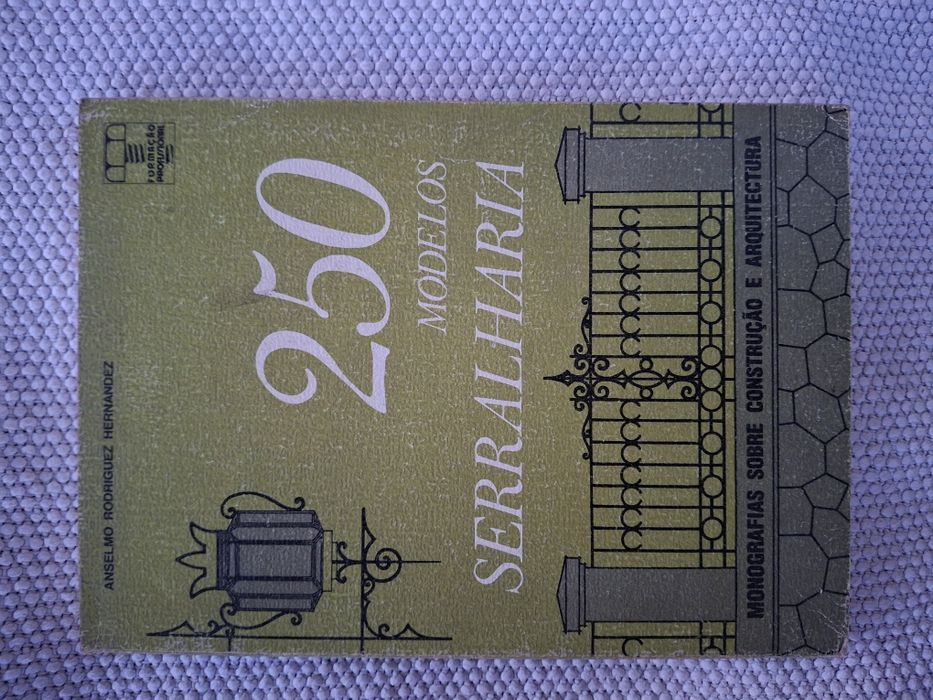 ANSELMO RODRIGUEZ HERNANDEZ
FORMAÇÃO
PROFISSIONAL
250
MODELOS
SERRALHARIA
MONOGRAFIAS SOBRE CONSTRUÇÃO E ARQUITECTURA